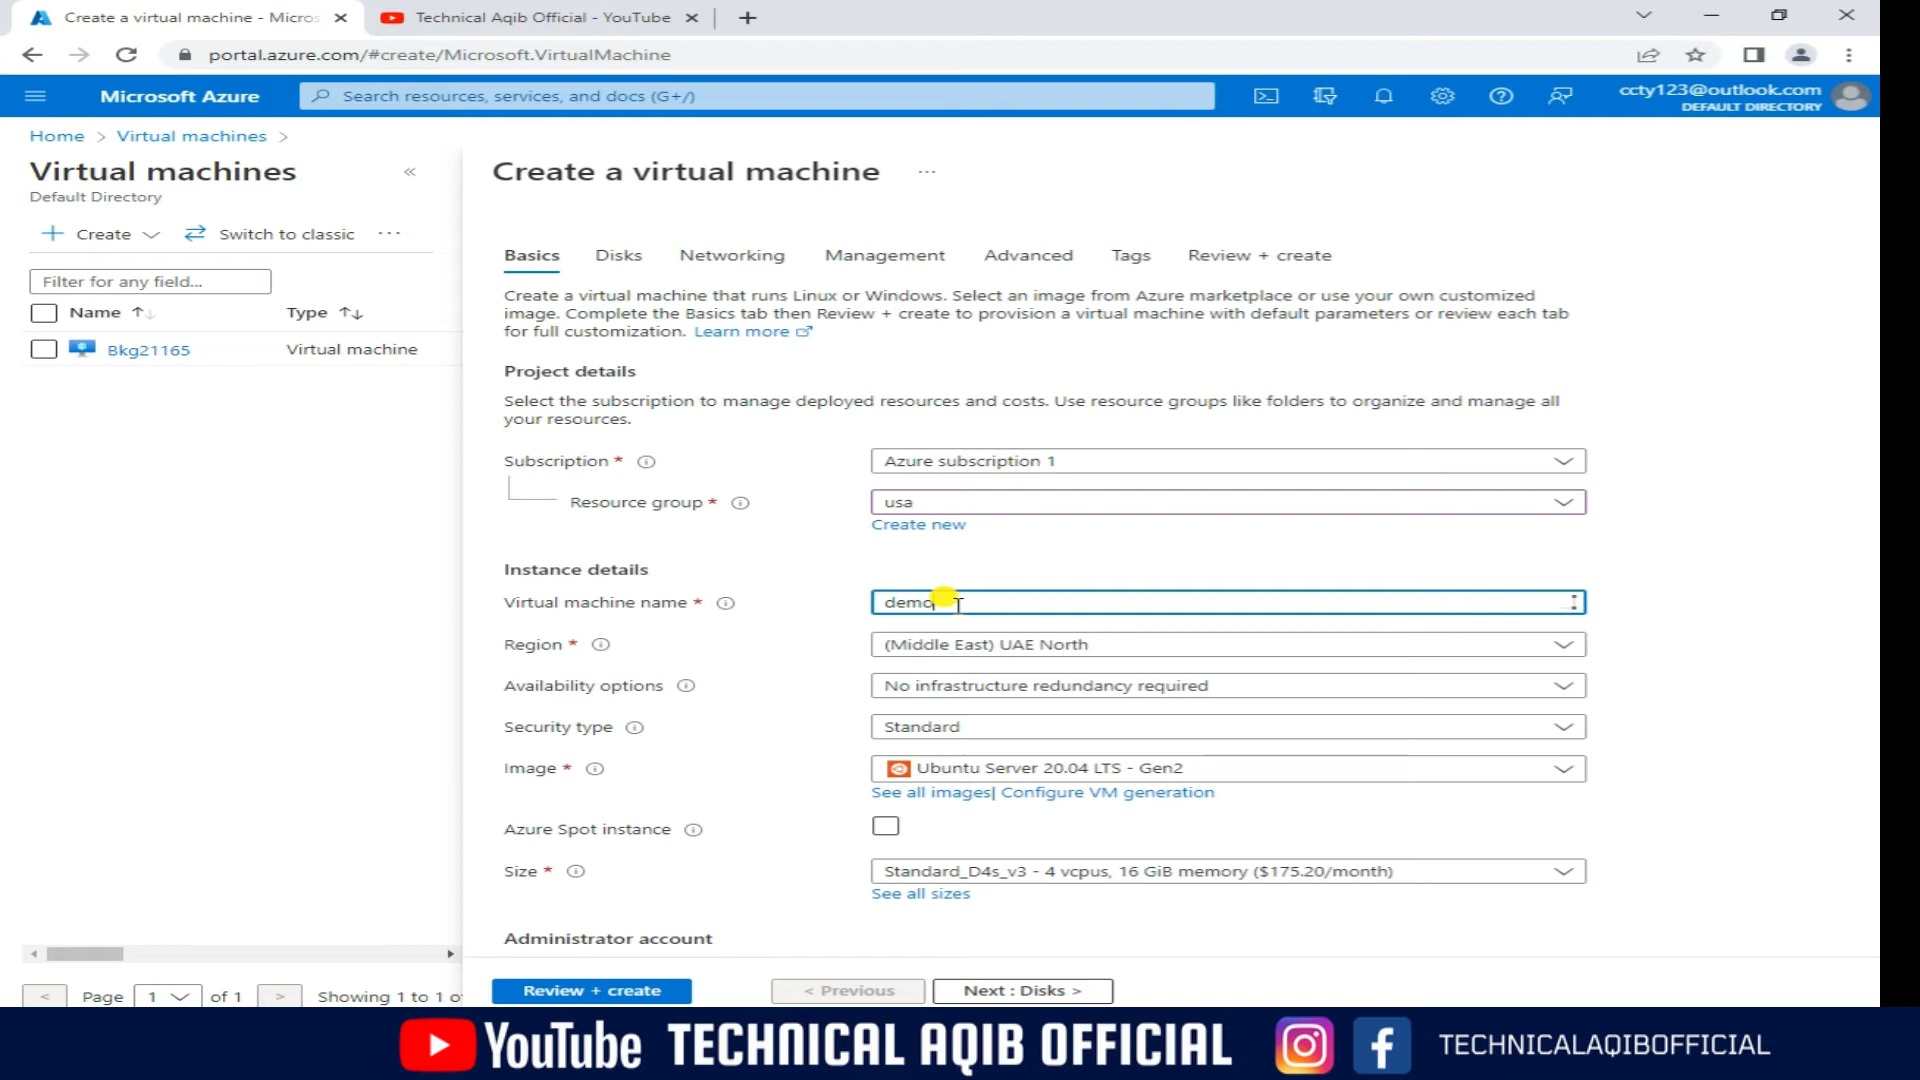 Create a virtual machine - Micros
Technical Aqib Official - YouTube
portal.azure.com/#create/Microsoft.VirtualMachine
Microsoft Azure
Search resources, services, and docs (G+/)
ccty123@outlook.com
DEFAULT DIRECTORY
Home > Virtual machines >
Virtual machines
Default Directory
+ Create
Switch to classic
...
Filter for any field...
Name
Type
Bkg21165
Virtual machine
< Page 1 of 1 > Showing 1 to 1 o
Create a virtual machine
...
Basics Disks Networking Management Advanced Tags Review + create
Create a virtual machine that runs Linux or Windows. Select an image from Azure marketplace or use your own customized
image. Complete the Basics tab then Review + create to provision a virtual machine with default parameters or review each tab
for full customization. Learn more
Project details
Select the subscription to manage deployed resources and costs. Use resource groups like folders to organize and manage all
your resources.
Subscription *
Azure subscription 1
Resource group *
usa
Create new
Instance details
Virtual machine name *
demo
Region *
(Middle East) UAE North
Availability options
No infrastructure redundancy required
Security type
Standard
Image *
Ubuntu Server 20.04 LTS - Gen2
See all images| Configure VM generation
Azure Spot instance
Size *
Standard_D4s_v3 - 4 vcpus, 16 GiB memory ($175.20/month)
See all sizes
Administrator account
Review + create
< Previous
Next : Disks >
YouTube TECHNICAL AQIB OFFICIAL
TECHNICALAQIBOFFICIAL